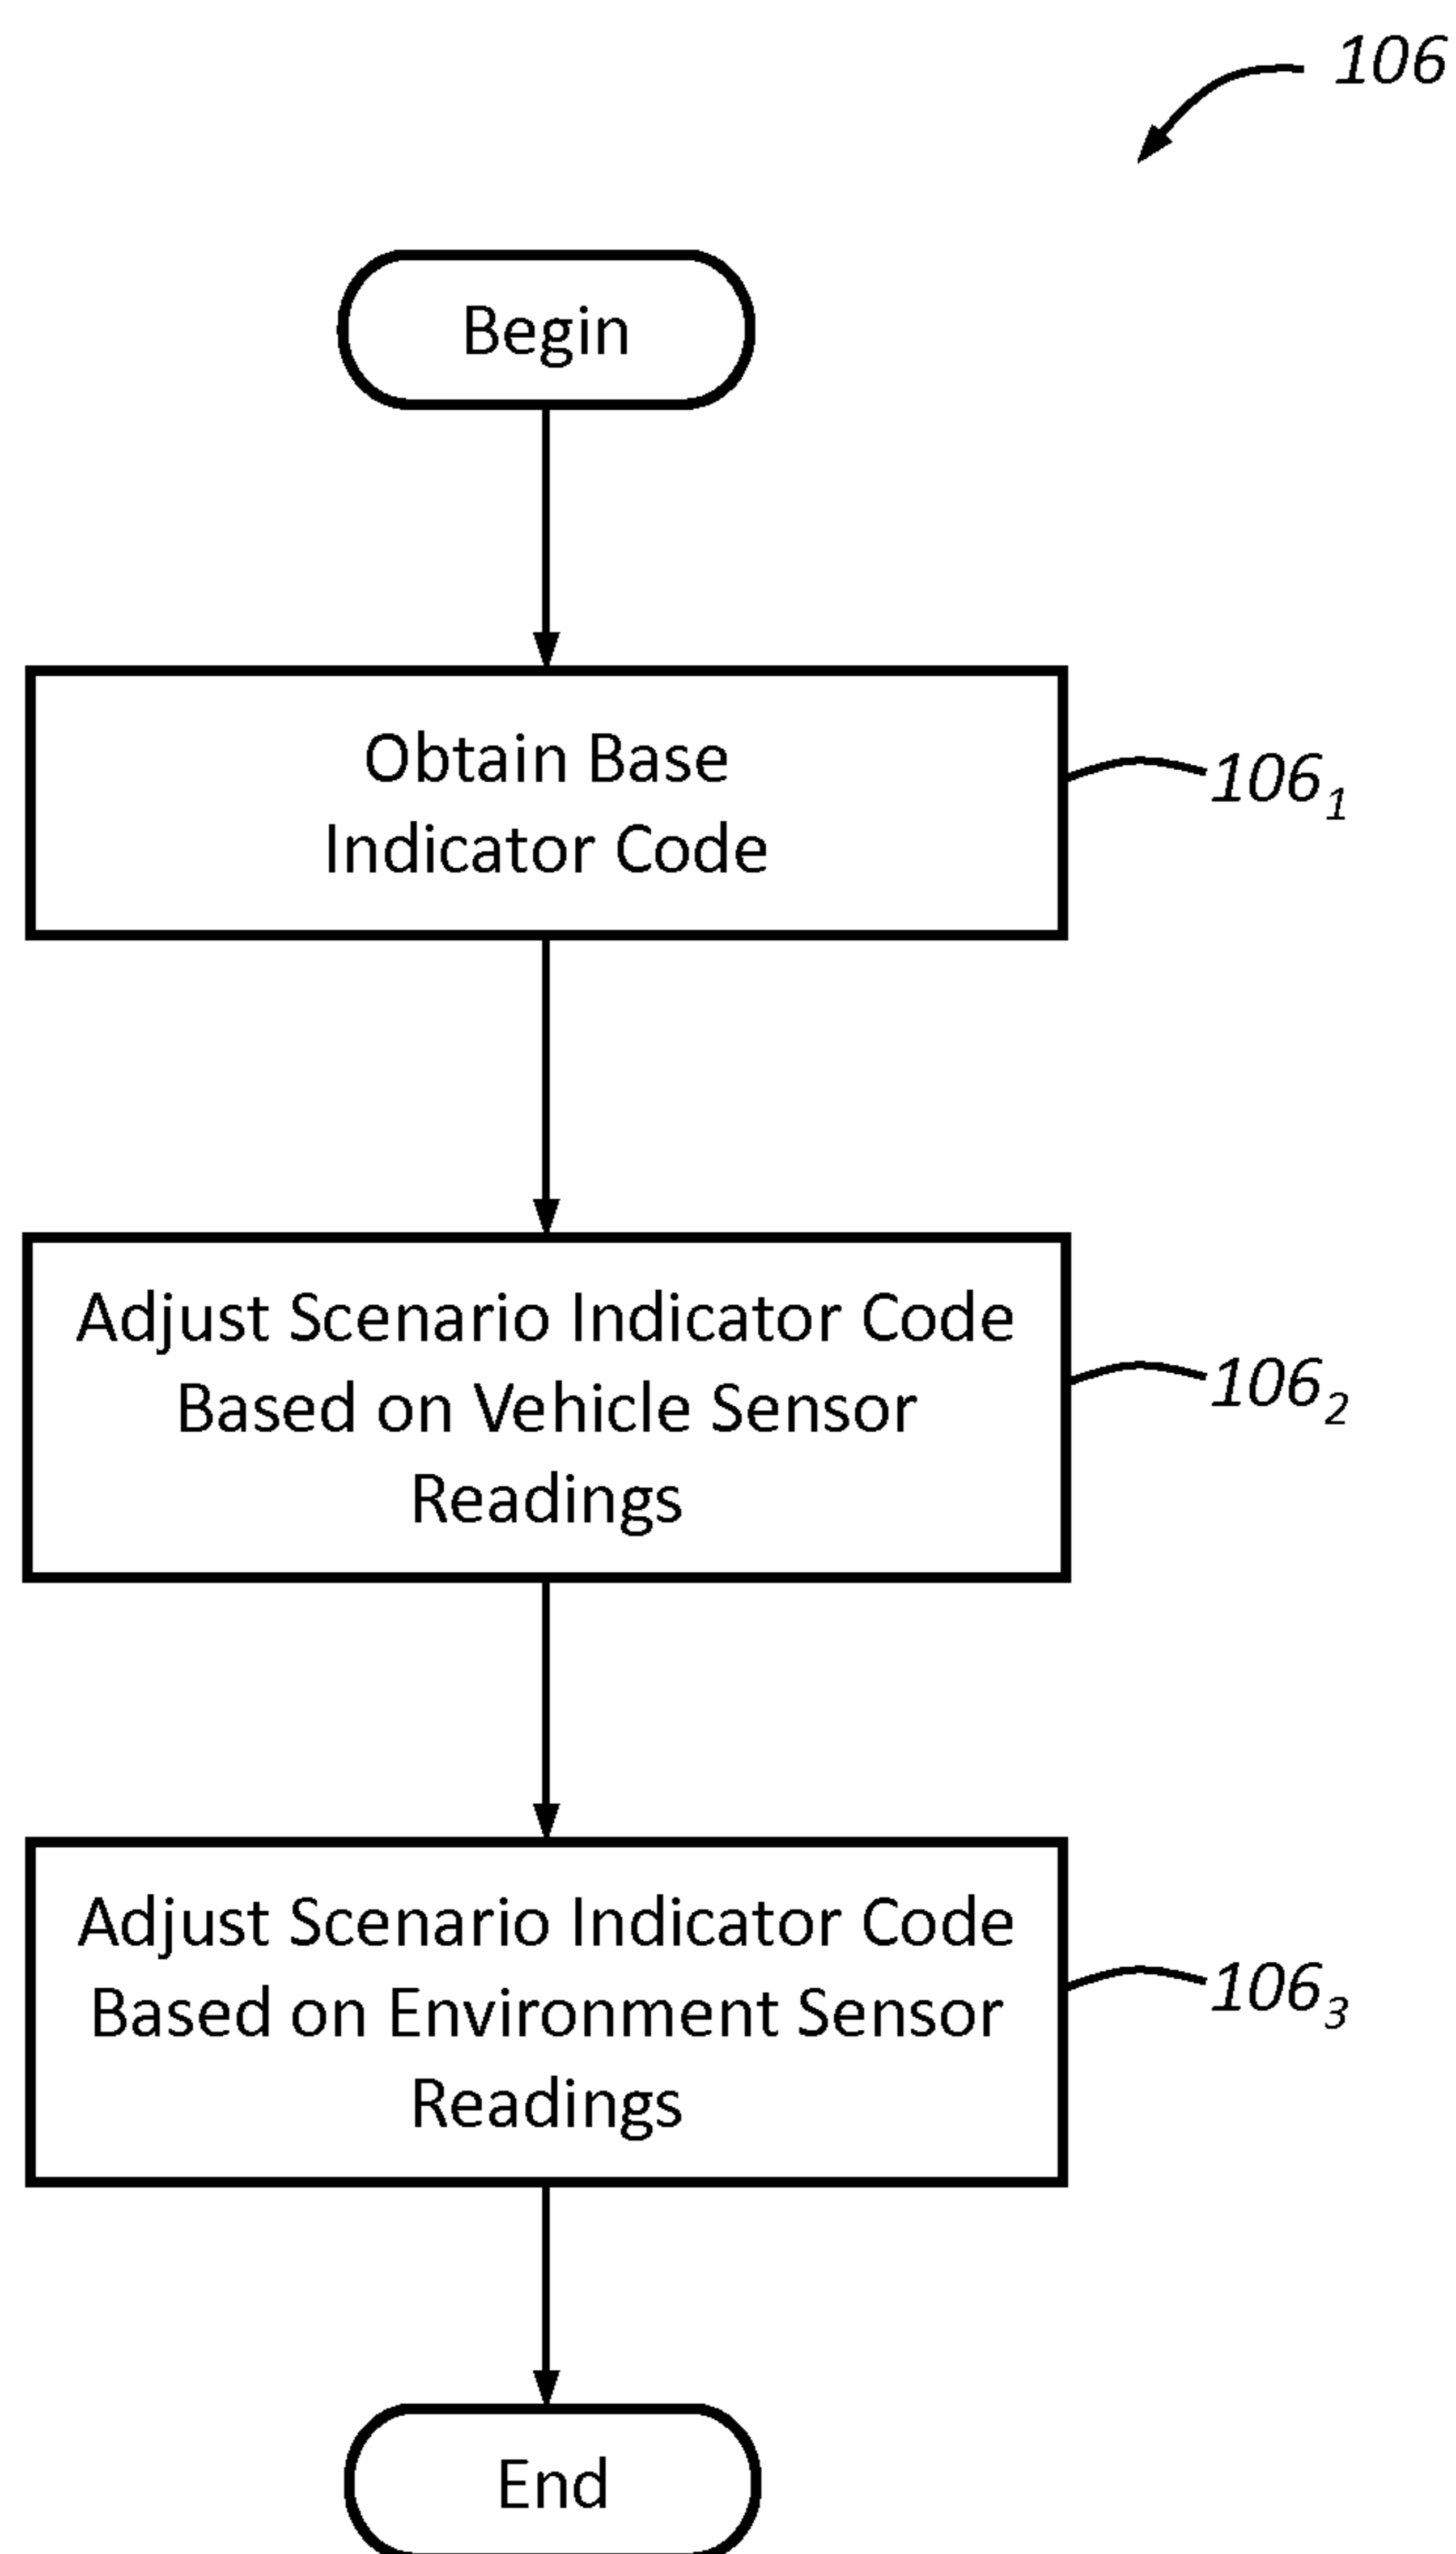 106
Begin
Obtain Base
Indicator Code
106₁
Adjust Scenario Indicator Code
Based on Vehicle Sensor
Readings
106₂
Adjust Scenario Indicator Code
Based on Environment Sensor
Readings
106₃
End